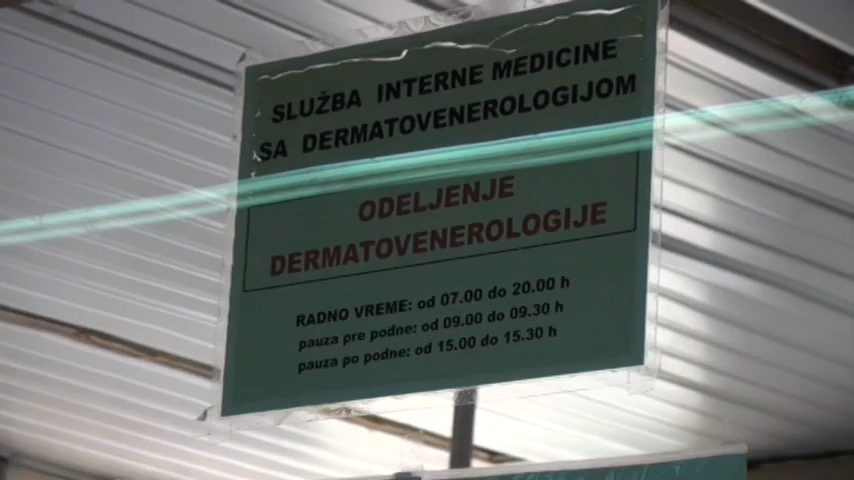 SLUŽBA INTERNE MEDICINE
SA DERMATOVENEROLOGIJOM
ODELJENJE
DERMATOVENEROLOGIJE
RADNO VREME: od 07.00 do 20.00 h
pauza pre podne: od 09.00 do 09.30 h
pauza po podne: od 15.00 do 15.30 h